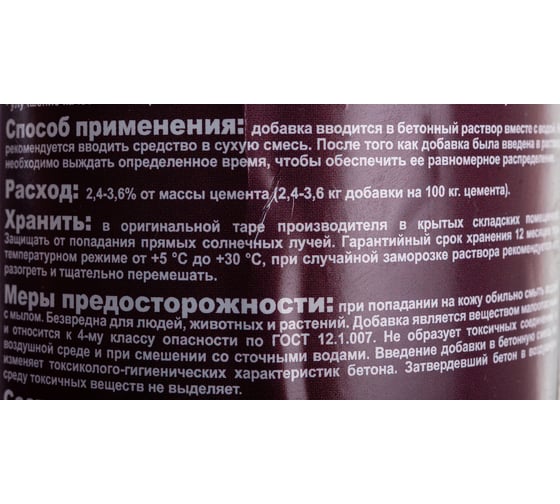 Способ применения: добавка вводится в бетонный раствор вместе с водой.
рекомендуется вводить средство в сухую смесь. После того как добавка была введена в
необходимо выждать определенное время, чтобы обеспечить ее равномерное распределение.
Расход: 2,4-3,6% от массы цемента (2,4-3,6 кг добавки на 100 кг. цемента).
Хранить: в оригинальной таре производителя в крытых складских
Защищать от попадания прямых солнечных лучей. Гарантийный срок хранения 12 месяцев
температурном режиме от +5 °С до +30 °С, при случайной заморозке раствора рекомендуется
разогреть и тщательно перемешать.
Меры предосторожности: при попадании на кожу обильно смыть
с мылом. Безвредна для людей, животных и растений. Добавка является веществом
и относится к 4-му классу опасности по ГОСТ 12.1.007. Не образует токсичных
воздушной среде и при смешении со сточными водами. Введение добавки в бетонную
изменяет токсиколого-гигиенических характеристик бетона. Затвердевший бетон в
среду токсичных веществ не выделяет.